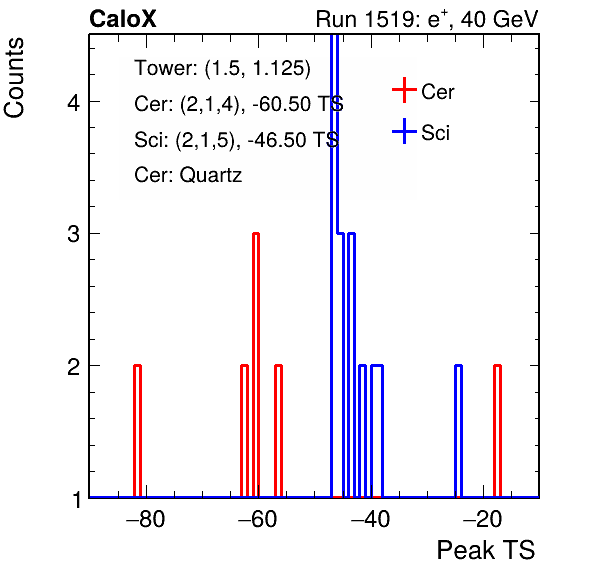 CaloX Run 1519: e+, 40 GeV
Counts
Tower: (1.5, 1.125)
Cer: (2,1,4), -60.50 TS
Sci: (2,1,5), -46.50 TS
Cer: Quartz
Cer
Sci
4
3
2
1
−80 −60 −40 −20
Peak TS